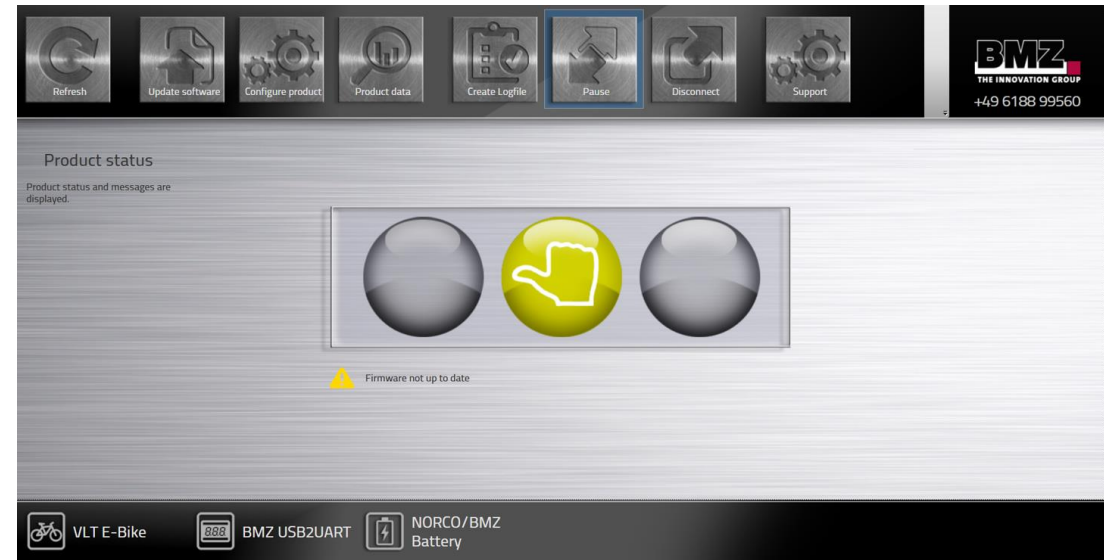 Refresh
Update software
Configure product
Product data
Create Logfile
Pause
Disconnect
Support
BMZ
THE INNOVATION GROUP
+49 6188 99560
Product status
Product status and messages are
displayed.
Firmware not up to date
VLT E-Bike
888
BMZ USB2UART
NORCO/BMZ
Battery